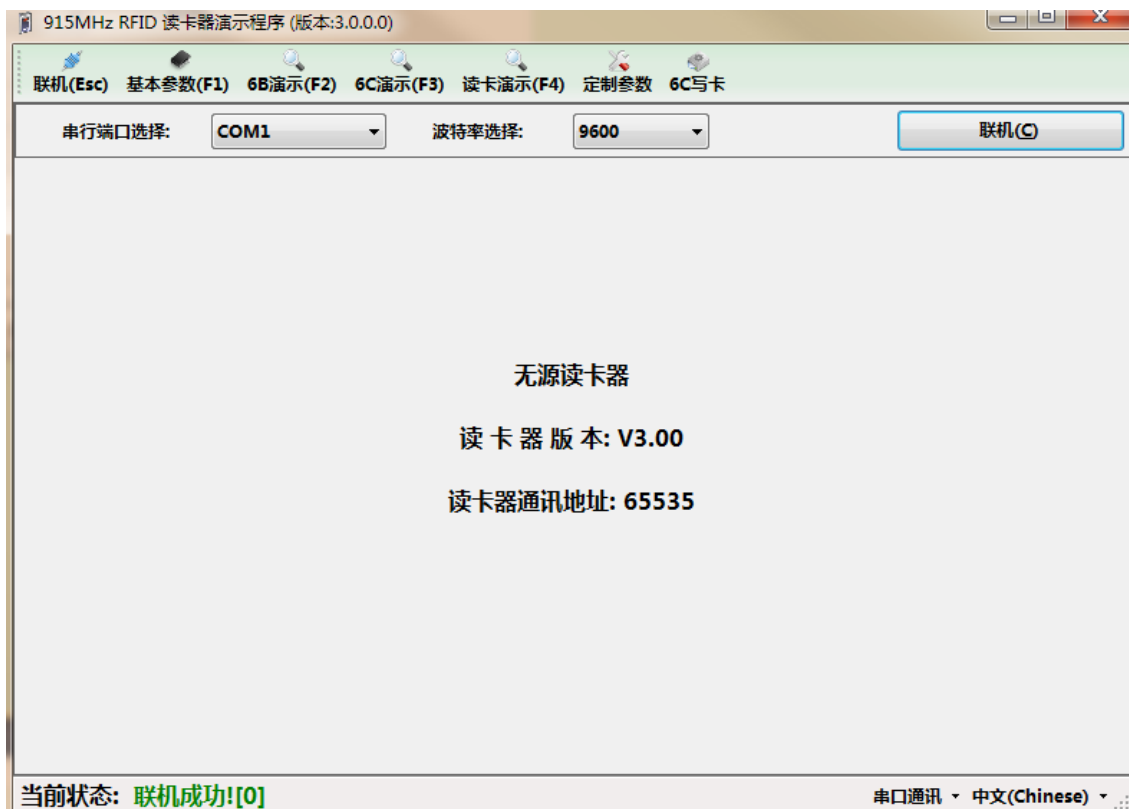 915MHz RFID 读卡器演示程序 (版本:3.0.0.0)
联机(Esc) 基本参数(F1) 6B演示(F2) 6C演示(F3) 读卡演示(F4) 定制参数 6C写卡
串行端口选择: COM1 波特率选择: 9600 联机(C)
无源读卡器
读 卡 器 版 本: V3.00
读卡器通讯地址: 65535
当前状态: 联机成功![0] 串口通讯 中文(Chinese)